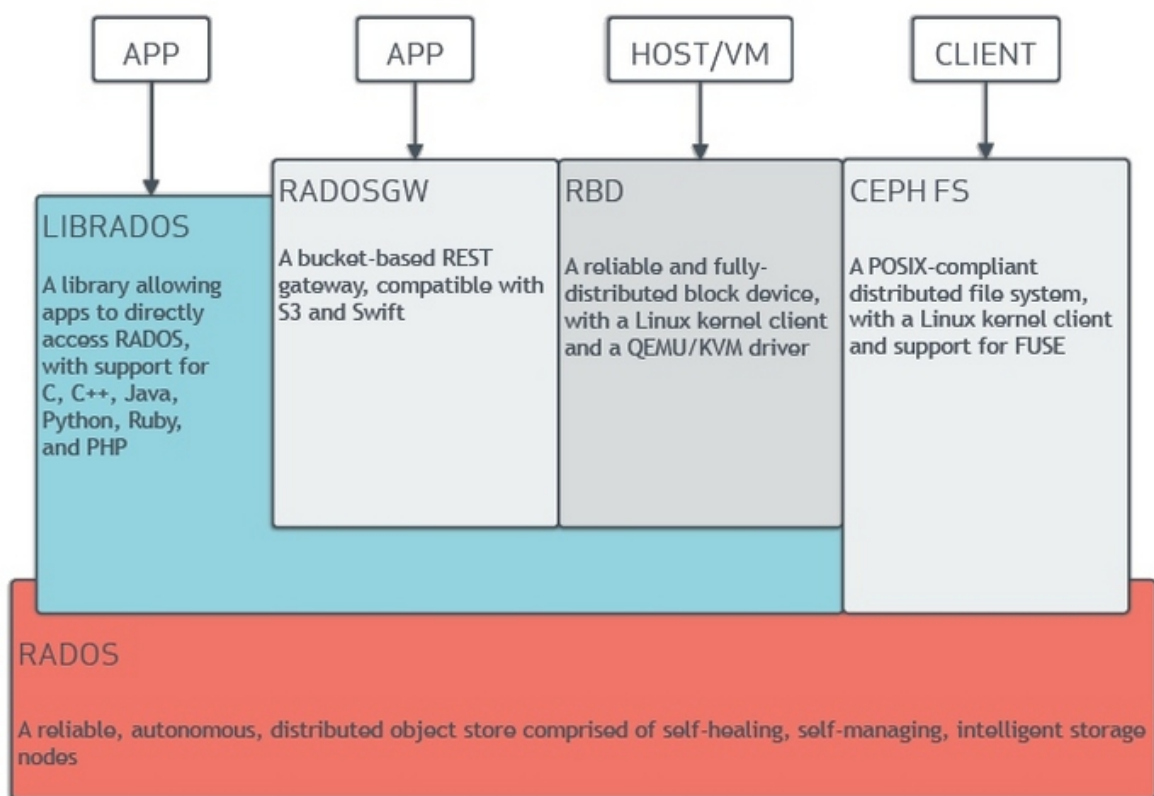 APP
APP
HOST/VM
CLIENT
LIBRADOS
A library allowing
apps to directly
access RADOS,
with support for
C, C++, Java,
Python, Ruby,
and PHP
RADOSGW
A bucket-based REST
gateway, compatible with
S3 and Swift
RBD
A reliable and fully-
distributed block device,
with a Linux kernel client
and a QEMU/KVM driver
CEPH FS
A POSIX-compliant
distributed file system,
with a Linux kernel client
and support for FUSE
RADOS
A reliable, autonomous, distributed object store comprised of self-healing, self-managing, intelligent storage
nodes